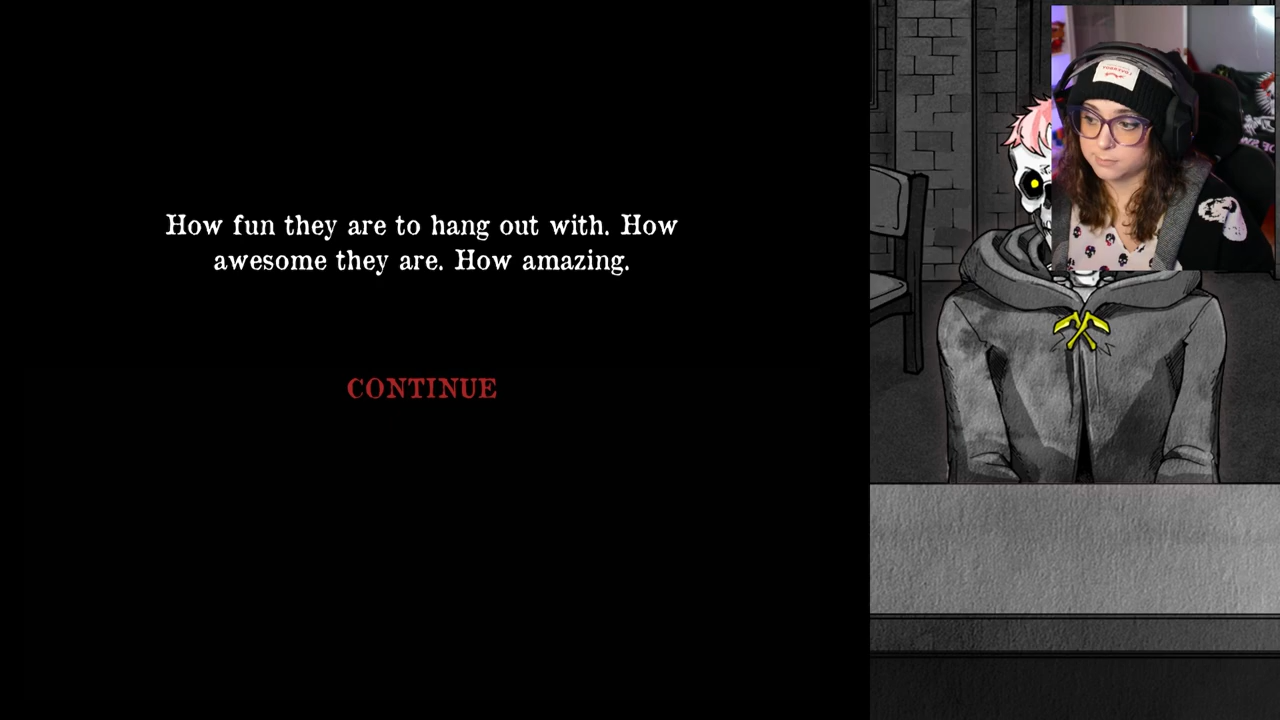 How fun they are to hang out with. How
awesome they are. How amazing.
CONTINUE